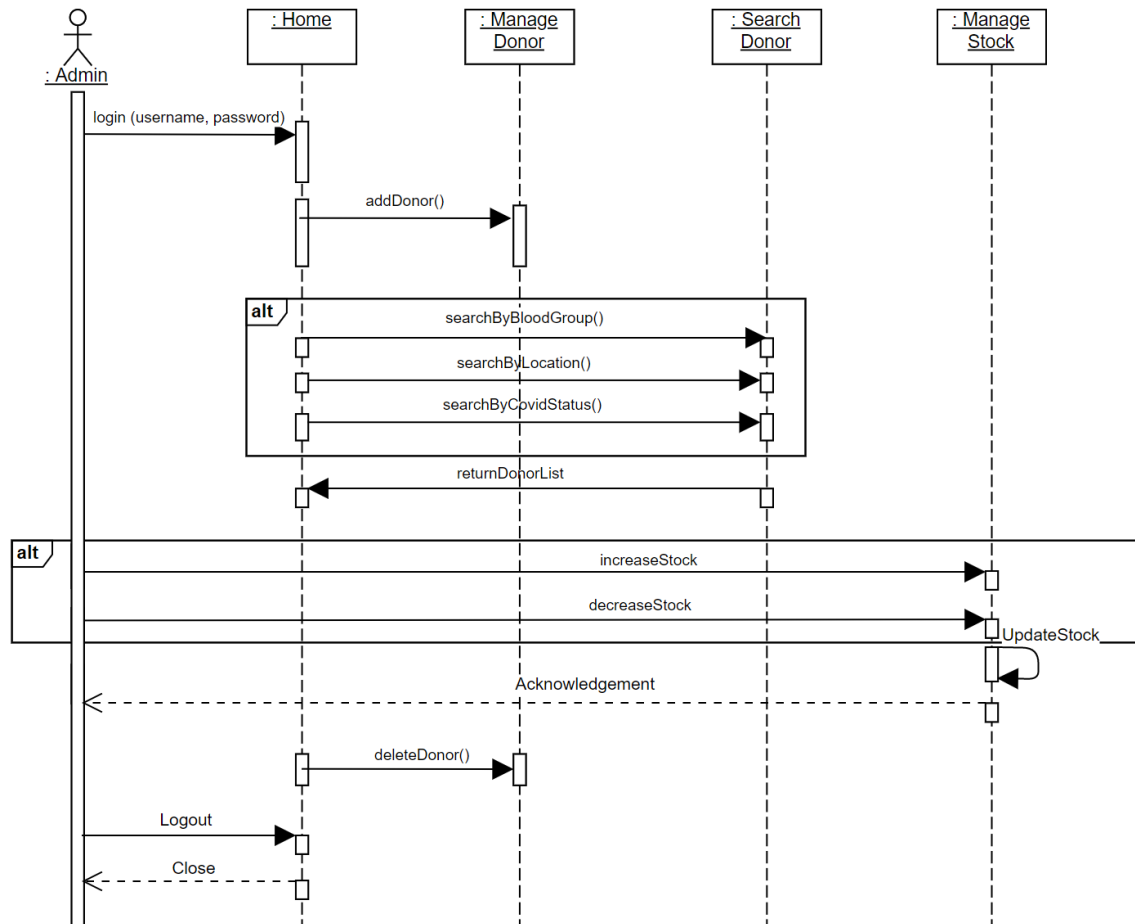 : Home
: Manage
Donor
: Search
Donor
: Manage
Stock
: Admin
login (username, password)
addDonor()
alt
searchByBloodGroup()
searchByLocation()
searchByCovidStatus()
returnDonorList
alt
increaseStock
decreaseStock
UpdateStock
Acknowledgement
deleteDonor()
Logout
Close